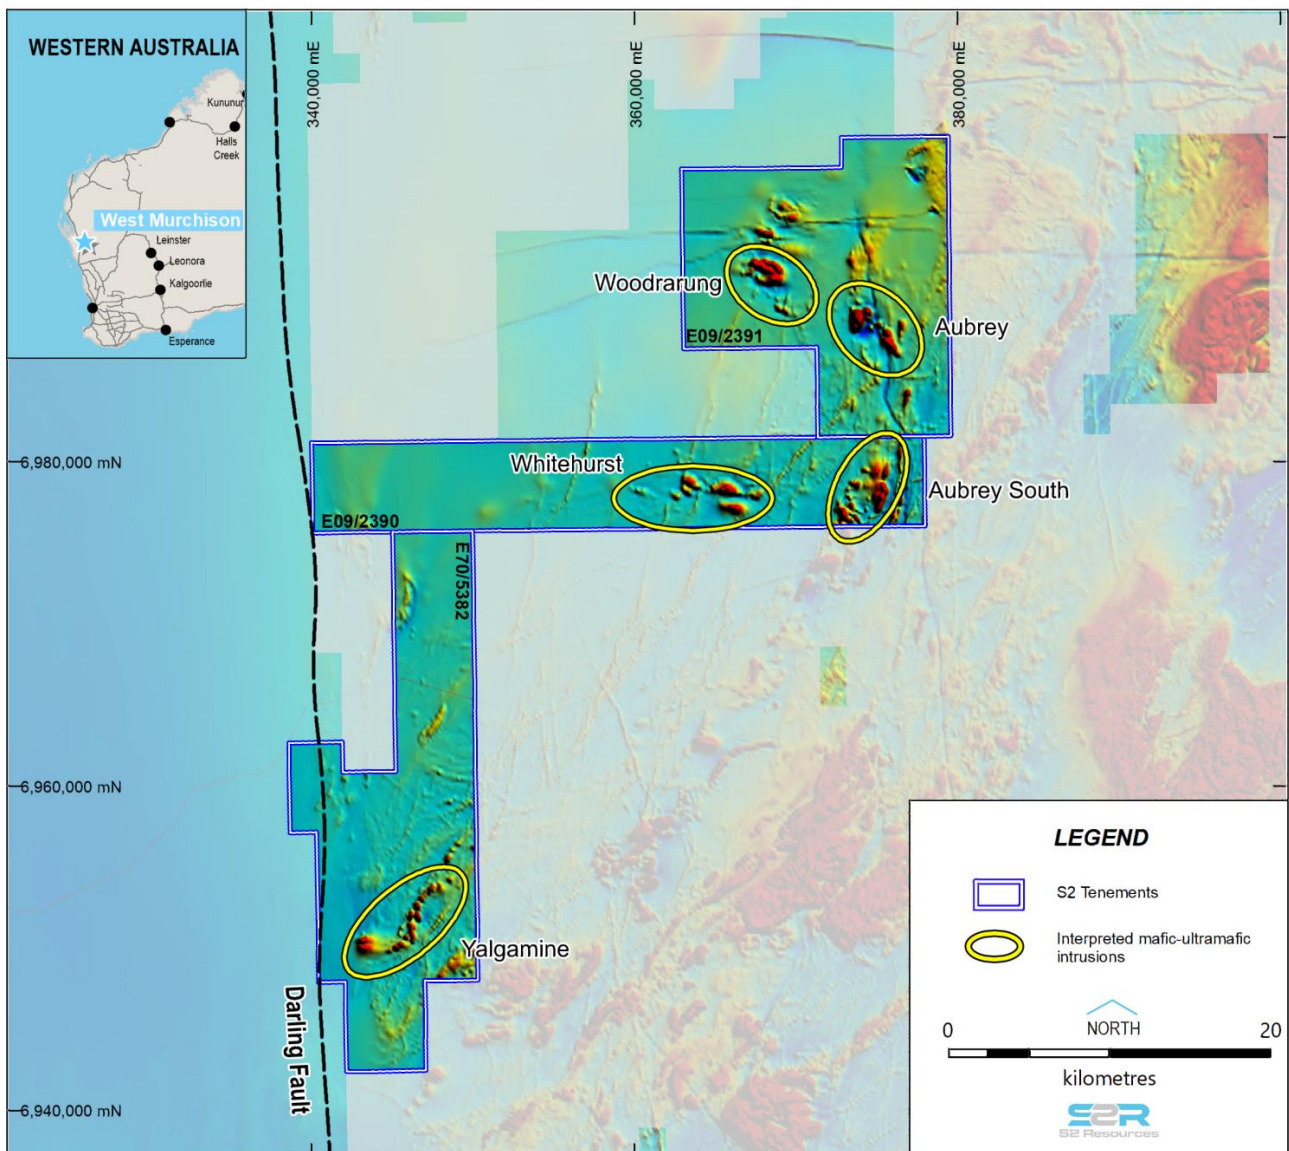 WESTERN AUSTRALIA
Kununur
Halls
Creek
West Murchison
Leinster
Leonora
Kalgoorlie
Esperance
340,000 mE
360,000 mE
380,000 mE
Woodrarung
Aubrey
E09/2391
6,980,000 mN
Whitehurst
Aubrey South
E09/2390
E70/5382
6,960,000 mN
Yalgamine
Darling Fault
6,940,000 mN
LEGEND
S2 Tenements
Interpreted mafic-ultramafic
intrusions
NORTH
0 20
kilometres
S2R
S2 Resources